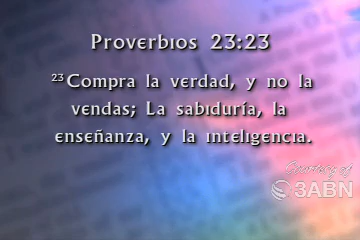 Proverbios 23:23
23 Compra la verdad, y no la
vendas; La sabiduría, la
enseñanza, y la inteligencia.
Courtesy of
3ABN